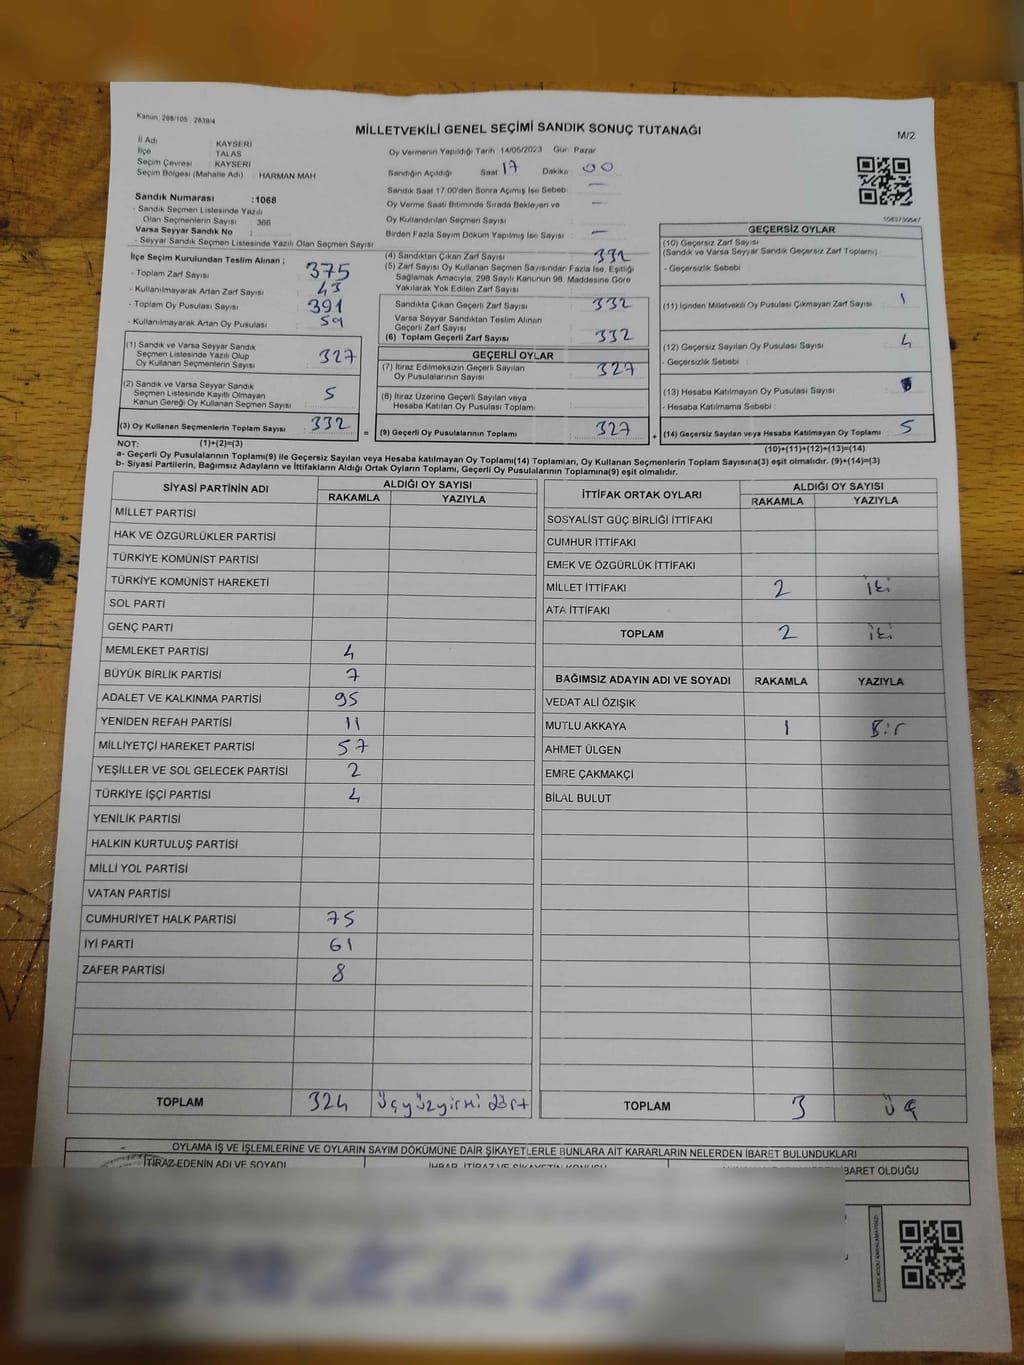 Kanun: 298/105 : 2839/4
MİLLETVEKİLİ GENEL SEÇİMİ SANDIK SONUÇ TUTANAĞI
M/2
İl Adı : KAYSERİ
İlçe : TALAS
Seçim Çevresi : KAYSERİ
Seçim Bölgesi (Mahalle Adı) : HARMAN MAH
Oy Vermenin Yapıldığı Tarih :14/05/2023 Gün: Pazar
Sandığın Açıldığı Saat: 17 Dakika : 00
Sandık Saat 17.00'den Sonra Açılmış İse Sebebi: —
Oy Verme Saati Bitiminde Sırada Bekleyen ve —
Oy Kullandırılan Seçmen Sayısı :
Birden Fazla Sayım Döküm Yapılmış İse Sayısı : —
Sandık Numarası :1068
- Sandık Seçmen Listesinde Yazılı
Olan Seçmenlerin Sayısı : 366
Varsa Seyyar Sandık No :
- Seyyar Sandık Seçmen Listesinde Yazılı Olan Seçmen Sayısı :
İlçe Seçim Kurulundan Teslim Alınan ;
- Toplam Zarf Sayısı : 375
- Kullanılmayarak Artan Zarf Sayısı : 43
- Toplam Oy Pusulası Sayısı : 391
- Kullanılmayarak Artan Oy Pusulası : 59
(1) Sandık ve Varsa Seyyar Sandık
Seçmen Listesinde Yazılı Olup
Oy Kullanan Seçmenlerin Sayısı : 327
(2) Sandık ve Varsa Seyyar Sandık
Seçmen Listesinde Kayıtlı Olmayan
Kanun Gereği Oy Kullanan Seçmen Sayısı : 5
(3) Oy Kullanan Seçmenlerin Toplam Sayısı : 332
(4) Sandıktan Çıkan Zarf Sayısı : 332
(5) Zarf Sayısı Oy Kullanan Seçmen Sayısından Fazla İse, Eşitliği
Sağlamak Amacıyla, 298 Sayılı Kanunun 98. Maddesine Göre
Yakılarak Yok Edilen Zarf Sayısı :
Sandıkta Çıkan Geçerli Zarf Sayısı : 332
Varsa Seyyar Sandıktan Teslim Alınan
Geçerli Zarf Sayısı :
(6) Toplam Geçerli Zarf Sayısı : 332
GEÇERLİ OYLAR
(7) İtiraz Edilmeksizin Geçerli Sayılan
Oy Pusulalarının Sayısı : 327
(8) İtiraz Üzerine Geçerli Sayılan veya
Hesaba Katılan Oy Pusulası Toplamı :
= (9) Geçerli Oy Pusulalarının Toplamı : 327
GEÇERSİZ OYLAR
(10) Geçersiz Zarf Sayısı
(Sandık ve Varsa Seyyar Sandık Geçersiz Zarf Toplamı) :
- Geçersizlik Sebebi :
(11) İçinden Milletvekili Oy Pusulası Çıkmayan Zarf Sayısı : 1
(12) Geçersiz Sayılan Oy Pusulası Sayısı : 4
- Geçersizlik Sebebi :
(13) Hesaba Katılmayan Oy Pusulası Sayısı :
- Hesaba Katılmama Sebebi :
+ (14) Geçersiz Sayılan veya Hesaba Katılmayan Oy Toplamı : 5
NOT: (1)+(2)=(3)
(10)+(11)+(12)+(13)=(14)
a- Geçerli Oy Pusulalarının Toplamı(9) ile Geçersiz Sayılan veya Hesaba Katılmayan Oy Toplamı(14) Toplamları, Oy Kullanan Seçmenlerin Toplam Sayısına(3) eşit olmalıdır. (9)+(14)=(3)
b- Siyasi Partilerin, Bağımsız Adayların ve İttifakların Aldığı Ortak Oyların Toplamı, Geçerli Oy Pusulalarının Toplamına(9) eşit olmalıdır.
SİYASİ PARTİNİN ADI ALDIĞI OY SAYISI
RAKAMLA YAZIYLA
MİLLET PARTİSİ
HAK VE ÖZGÜRLÜKLER PARTİSİ
TÜRKİYE KOMÜNİST PARTİSİ
TÜRKİYE KOMÜNİST HAREKETİ
SOL PARTİ
GENÇ PARTİ
MEMLEKET PARTİSİ 4
BÜYÜK BİRLİK PARTİSİ 7
ADALET VE KALKINMA PARTİSİ 95
YENİDEN REFAH PARTİSİ 11
MİLLİYETÇİ HAREKET PARTİSİ 57
YEŞİLLER VE SOL GELECEK PARTİSİ 2
TÜRKİYE İŞÇİ PARTİSİ 4
YENİLİK PARTİSİ
HALKIN KURTULUŞ PARTİSİ
MİLLİ YOL PARTİSİ
VATAN PARTİSİ
CUMHURİYET HALK PARTİSİ 75
İYİ PARTİ 61
ZAFER PARTİSİ 8
TOPLAM 324 üçyüzyirmi dört
İTTİFAK ORTAK OYLARI ALDIĞI OY SAYISI
RAKAMLA YAZIYLA
SOSYALİST GÜÇ BİRLİĞİ İTTİFAKI
CUMHUR İTTİFAKI
EMEK VE ÖZGÜRLÜK İTTİFAKI
MİLLET İTTİFAKI 2 iki
ATA İTTİFAKI
TOPLAM 2 iki
BAĞIMSIZ ADAYIN ADI VE SOYADI RAKAMLA YAZIYLA
VEDAT ALİ ÖZIŞIK
MUTLU AKKAYA 1 Bir
AHMET ÜLGEN
EMRE ÇAKMAKÇİ
BİLAL BULUT
TOPLAM 3 üç
OYLAMA İŞ VE İŞLEMLERİNE VE OYLARIN SAYIM DÖKÜMÜNE DAİR ŞİKAYETLERLE BUNLARA AİT KARARLARIN NELERDEN İBARET BULUNDUKLARI
İTİRAZ EDENİN ADI VE SOYADI
İHBAR, İTİRAZ VE ŞİKAYETİN KONUSU
İBARET OLDUĞU